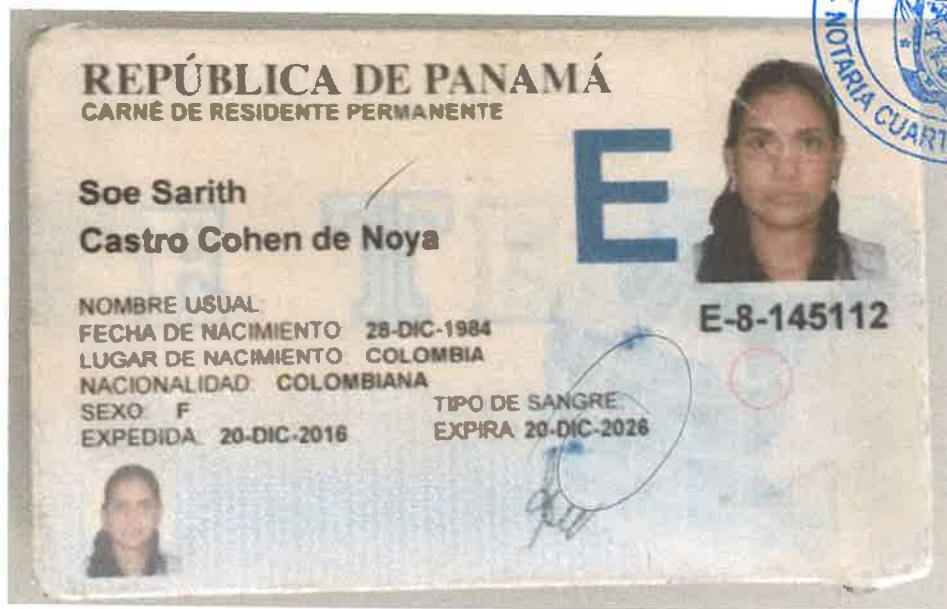 REPÚBLICA DE PANAMÁ
CARNÉ DE RESIDENTE PERMANENTE
Soe Sarith
Castro Cohen de Noya
E
NOMBRE USUAL:
FECHA DE NACIMIENTO: 28-DIC-1984
LUGAR DE NACIMIENTO: COLOMBIA
NACIONALIDAD: COLOMBIANA
SEXO: F
TIPO DE SANGRE:
EXPEDIDA: 20-DIC-2016
EXPIRA: 20-DIC-2026
E-8-145112
NOTARIA CUART